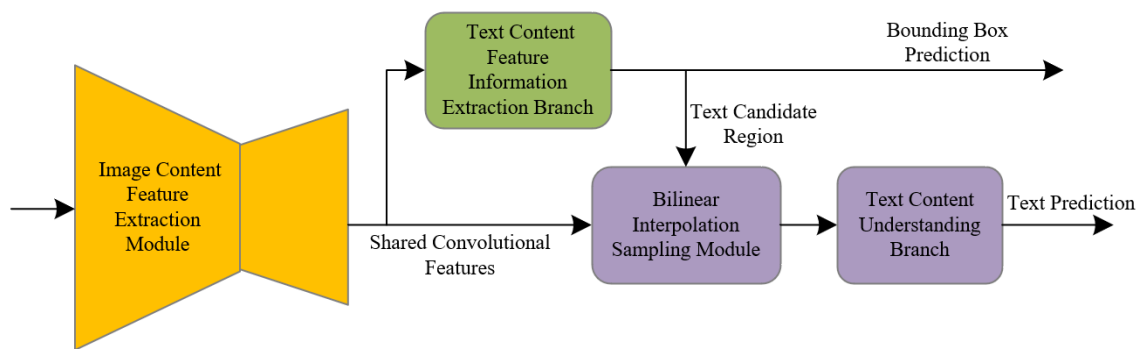 Text Content
Feature
Information
Extraction Branch
Bounding Box
Prediction
Text Candidate
Region
Image Content
Feature
Extraction
Module
Shared Convolutional
Features
Bilinear
Interpolation
Sampling Module
Text Content
Understanding
Branch
Text Prediction